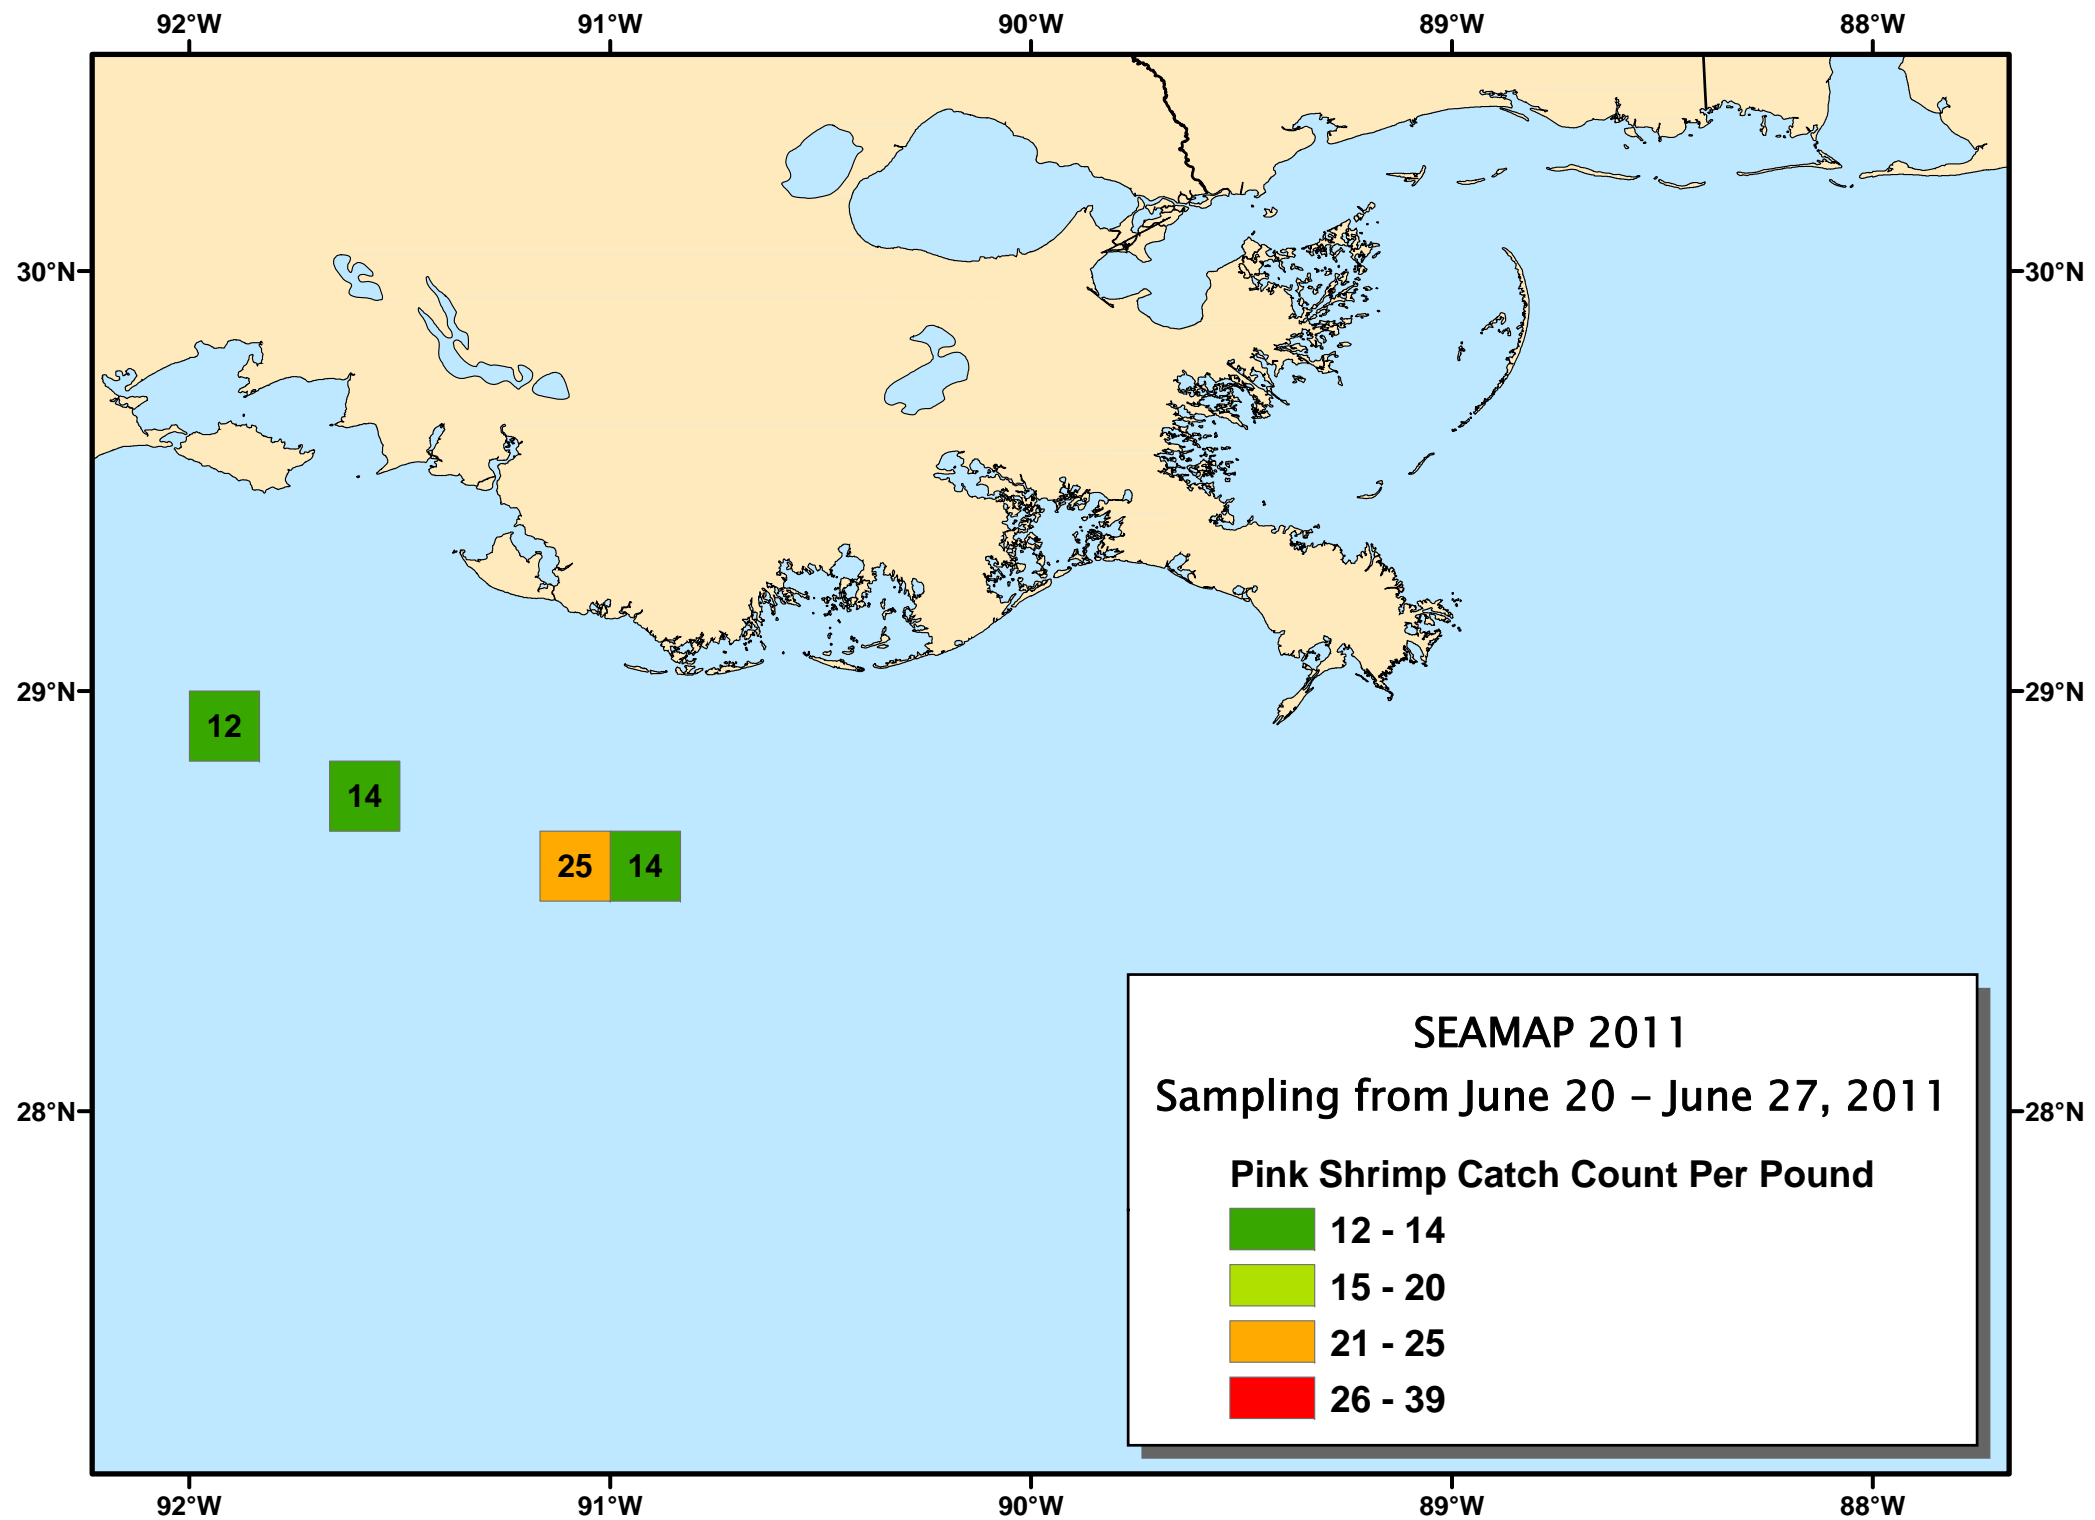 92°W 91°W 90°W 89°W 88°W
30°N 30°N
29°N 29°N
12
14
25 14
SEAMAP 2011
Sampling from June 20 - June 27, 2011
28°N 28°N
Pink Shrimp Catch Count Per Pound
12 - 14
15 - 20
21 - 25
26 - 39
92°W 91°W 90°W 89°W 88°W